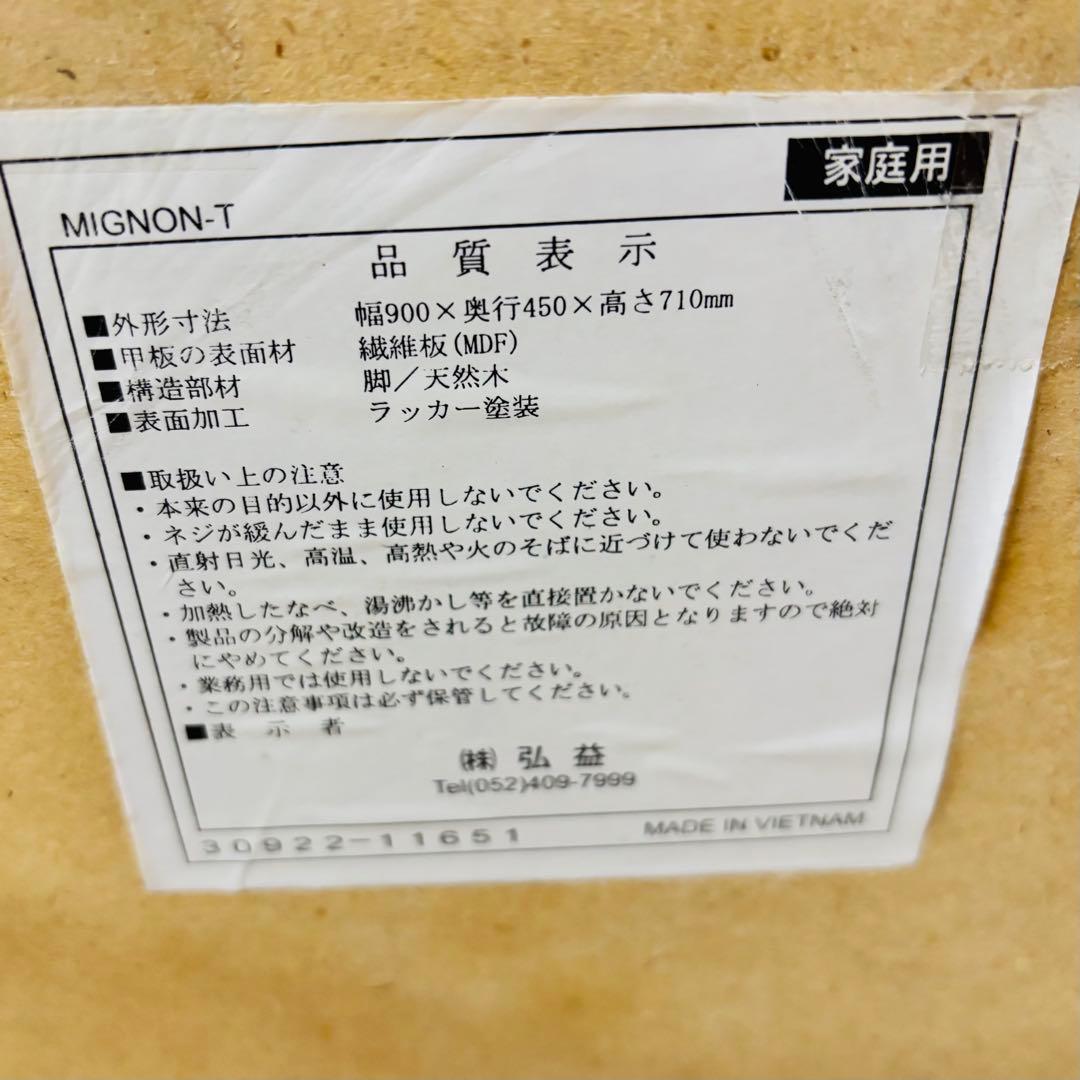 家庭用
MIGNON-T
品質表示
■外形寸法 幅900×奥行450×高さ710mm
■甲板の表面材 繊維板(MDF)
■構造部材 脚／天然木
■表面加工 ラッカー塗装
■取扱い上の注意
・本来の目的以外に使用しないでください。
・ネジが緩んだまま使用しないでください。
・直射日光、高温、高熱や火のそばに近づけて使わないでくだ
さい。
・加熱したなべ、湯沸かし等を直接置かないでください。
・製品の分解や改造をされると故障の原因となりますので絶対
にやめてください。
・業務用では使用しないでください。
・この注意事項は必ず保管してください。
■表示者
㈱ 弘益
Tel(052)409-7999
30922-11651 MADE IN VIETNAM